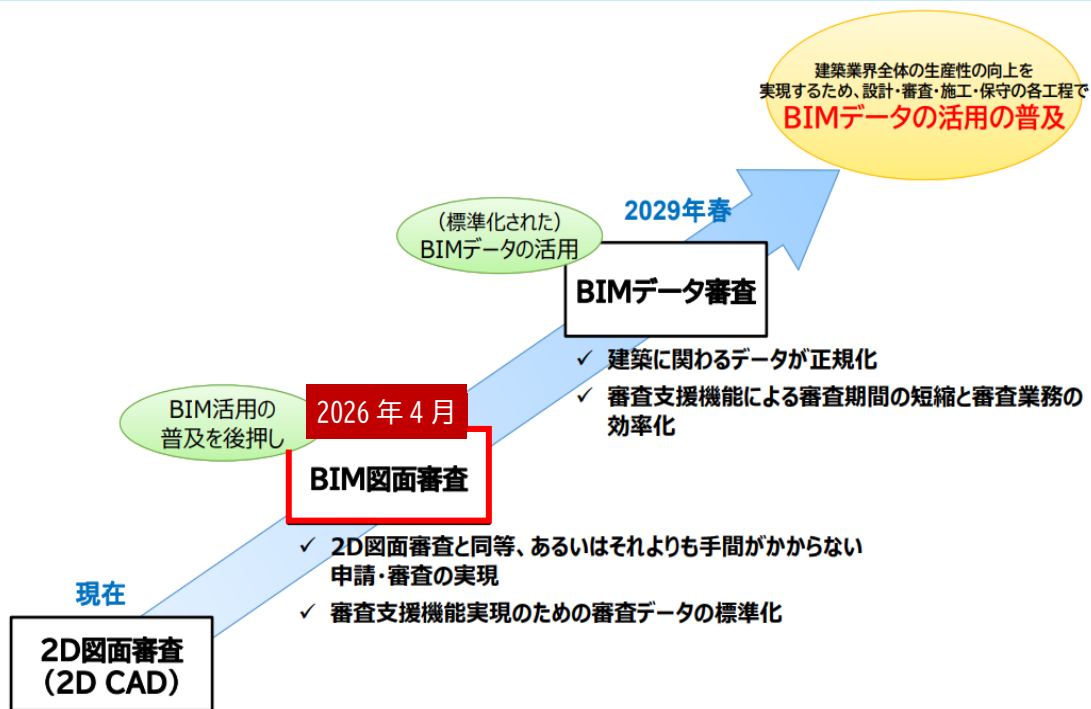 建築業界全体の生産性の向上を
実現するため、設計・審査・施工・保守の各工程で
BIMデータの活用の普及
2029年春
(標準化された)
BIMデータの活用
BIMデータ審査
✓ 建築に関わるデータが正規化
✓ 審査支援機能による審査期間の短縮と審査業務の
効率化
BIM活用の
普及を後押し
2026年4月
BIM図面審査
✓ 2D図面審査と同等、あるいはそれよりも手間がかからない
申請・審査の実現
✓ 審査支援機能実現のための審査データの標準化
現在
2D図面審査
(2D CAD)